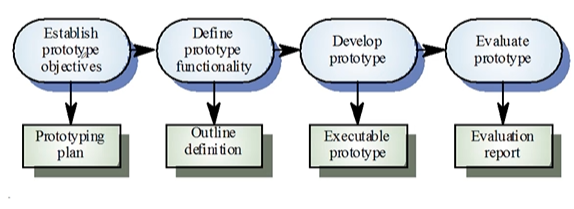 Establish
prototype
objectives
Define
prototype
functionality
Develop
prototype
Evaluate
prototype
Prototyping
plan
Outline
definition
Executable
prototype
Evaluation
report